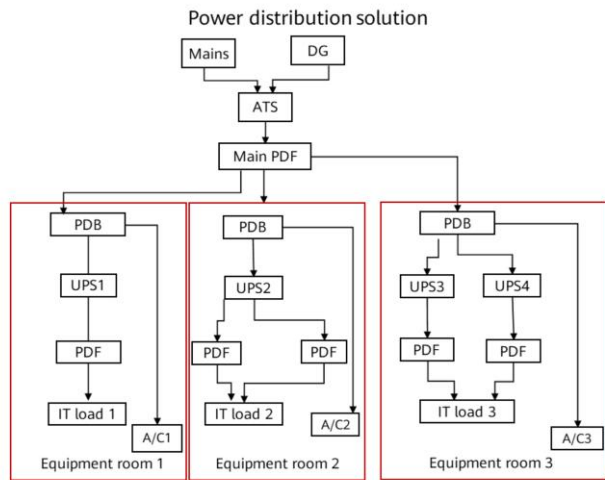 Power distribution solution
Mains
DG
ATS
Main PDF
PDB
UPS1
PDF
IT load 1
A/C1
Equipment room 1
PDB
UPS2
PDF
PDF
IT load 2
A/C2
Equipment room 2
PDB
UPS3
UPS4
PDF
PDF
IT load 3
A/C3
Equipment room 3